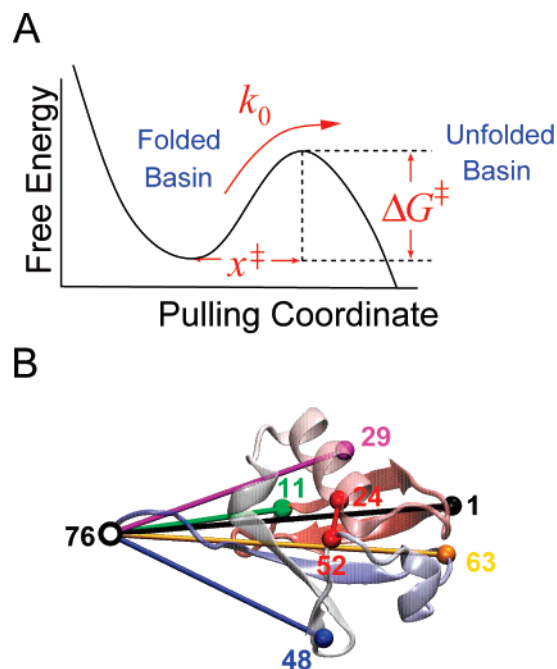 A
Free Energy
Folded
Basin
k₀
Unfolded
Basin
ΔG‡
x‡
Pulling Coordinate
B
29
11
24
1
76
52
63
48